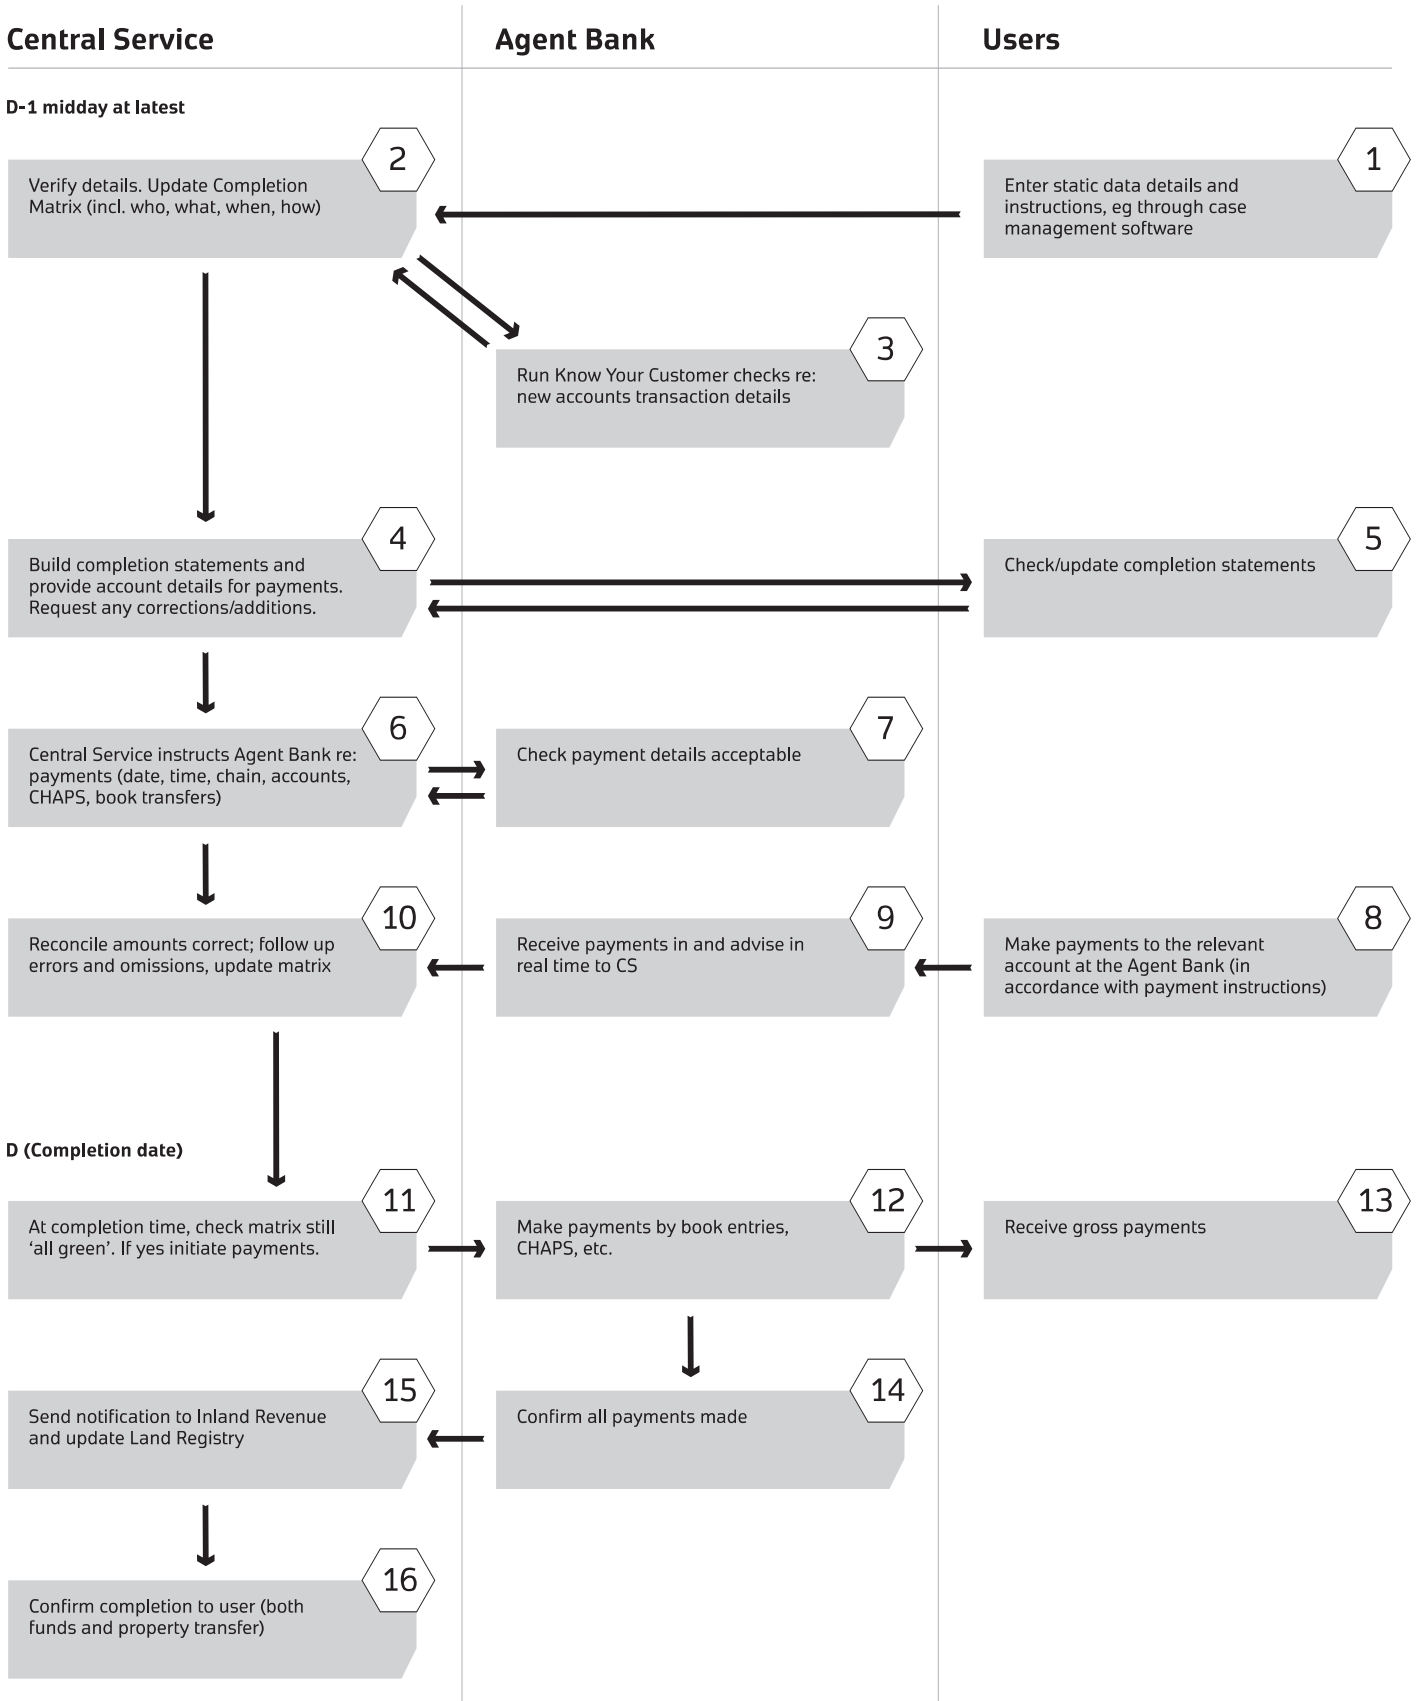 Central Service
Agent Bank
Users
D-1 midday at latest
2
Verify details. Update Completion
Matrix (incl. who, what, when, how)
1
Enter static data details and
instructions, eg through case
management software
3
Run Know Your Customer checks re:
new accounts transaction details
4
Build completion statements and
provide account details for payments.
Request any corrections/additions.
5
Check/update completion statements
6
Central Service instructs Agent Bank re:
payments (date, time, chain, accounts,
CHAPS, book transfers)
7
Check payment details acceptable
10
Reconcile amounts correct; follow up
errors and omissions, update matrix
9
Receive payments in and advise in
real time to CS
8
Make payments to the relevant
account at the Agent Bank (in
accordance with payment instructions)
D (Completion date)
11
At completion time, check matrix still
‘all green’. If yes initiate payments.
12
Make payments by book entries,
CHAPS, etc.
13
Receive gross payments
15
Send notification to Inland Revenue
and update Land Registry
14
Confirm all payments made
16
Confirm completion to user (both
funds and property transfer)